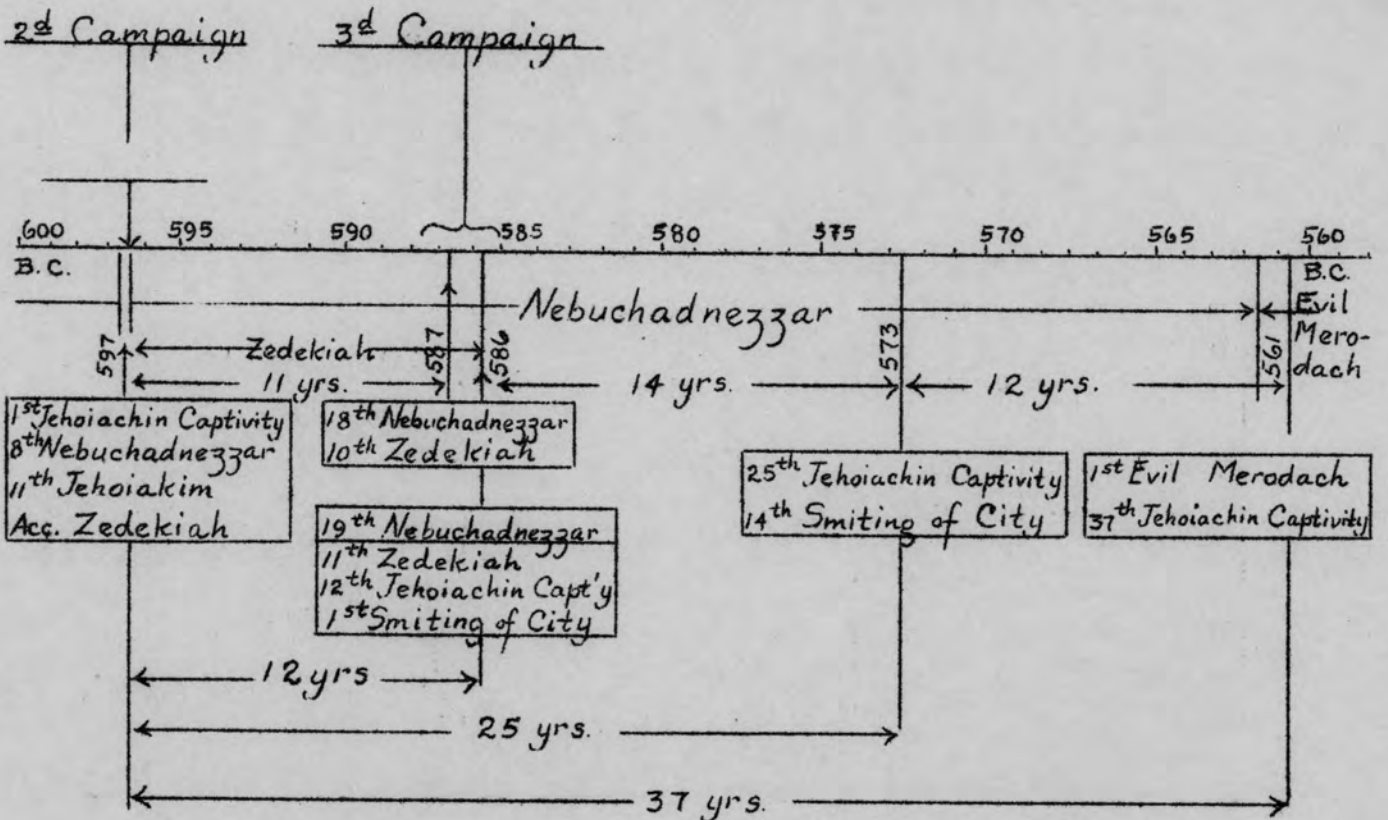 2d Campaign 3d Campaign
600 595 590 585 580 575 570 565 560
B.C. B.C.
Nebuchadnezzar Evil
Mero-
dach
597 Zedekiah 587 586 573 561
11 yrs. 14 yrs. 12 yrs.
1st Jehoiachin Captivity
8th Nebuchadnezzar
11th Jehoiakim
Acc. Zedekiah
18th Nebuchadnezzar
10th Zedekiah
19th Nebuchadnezzar
11th Zedekiah
12th Jehoiachin Capt'y
1st Smiting of City
25th Jehoiachin Captivity
14th Smiting of City
1st Evil Merodach
37th Jehoiachin Captivity
12 yrs
25 yrs.
37 yrs.